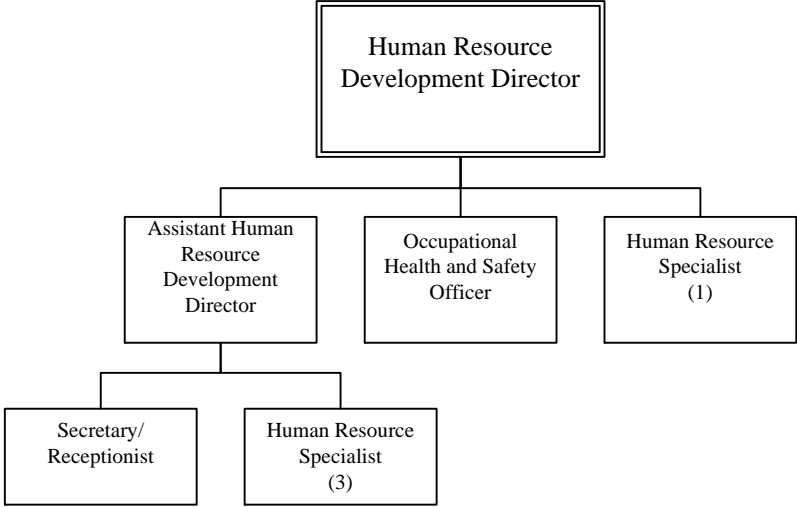 Human Resource
Development Director
Assistant Human
Resource
Development
Director
Occupational
Health and Safety
Officer
Human Resource
Specialist
(1)
Secretary/
Receptionist
Human Resource
Specialist
(3)